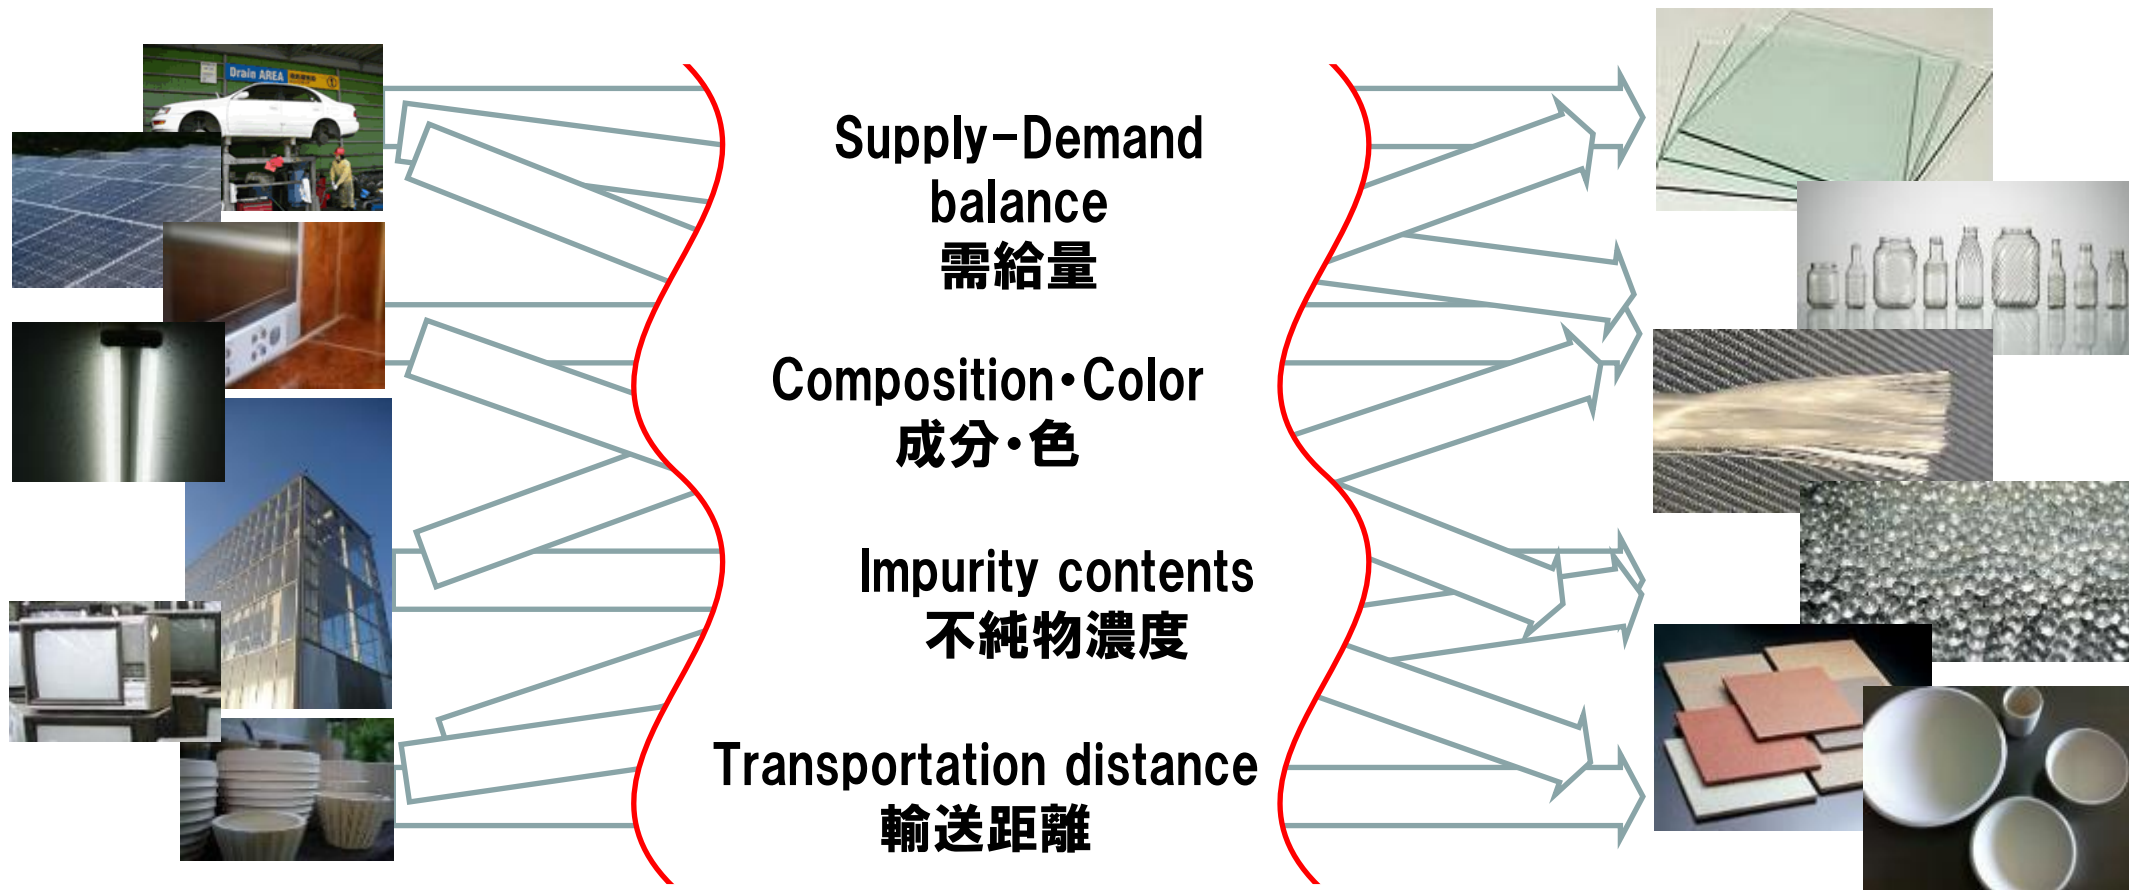 Drain AREA
Supply-Demand
balance
需給量
Composition・Color
成分・色
Impurity contents
不純物濃度
Transportation distance
輸送距離